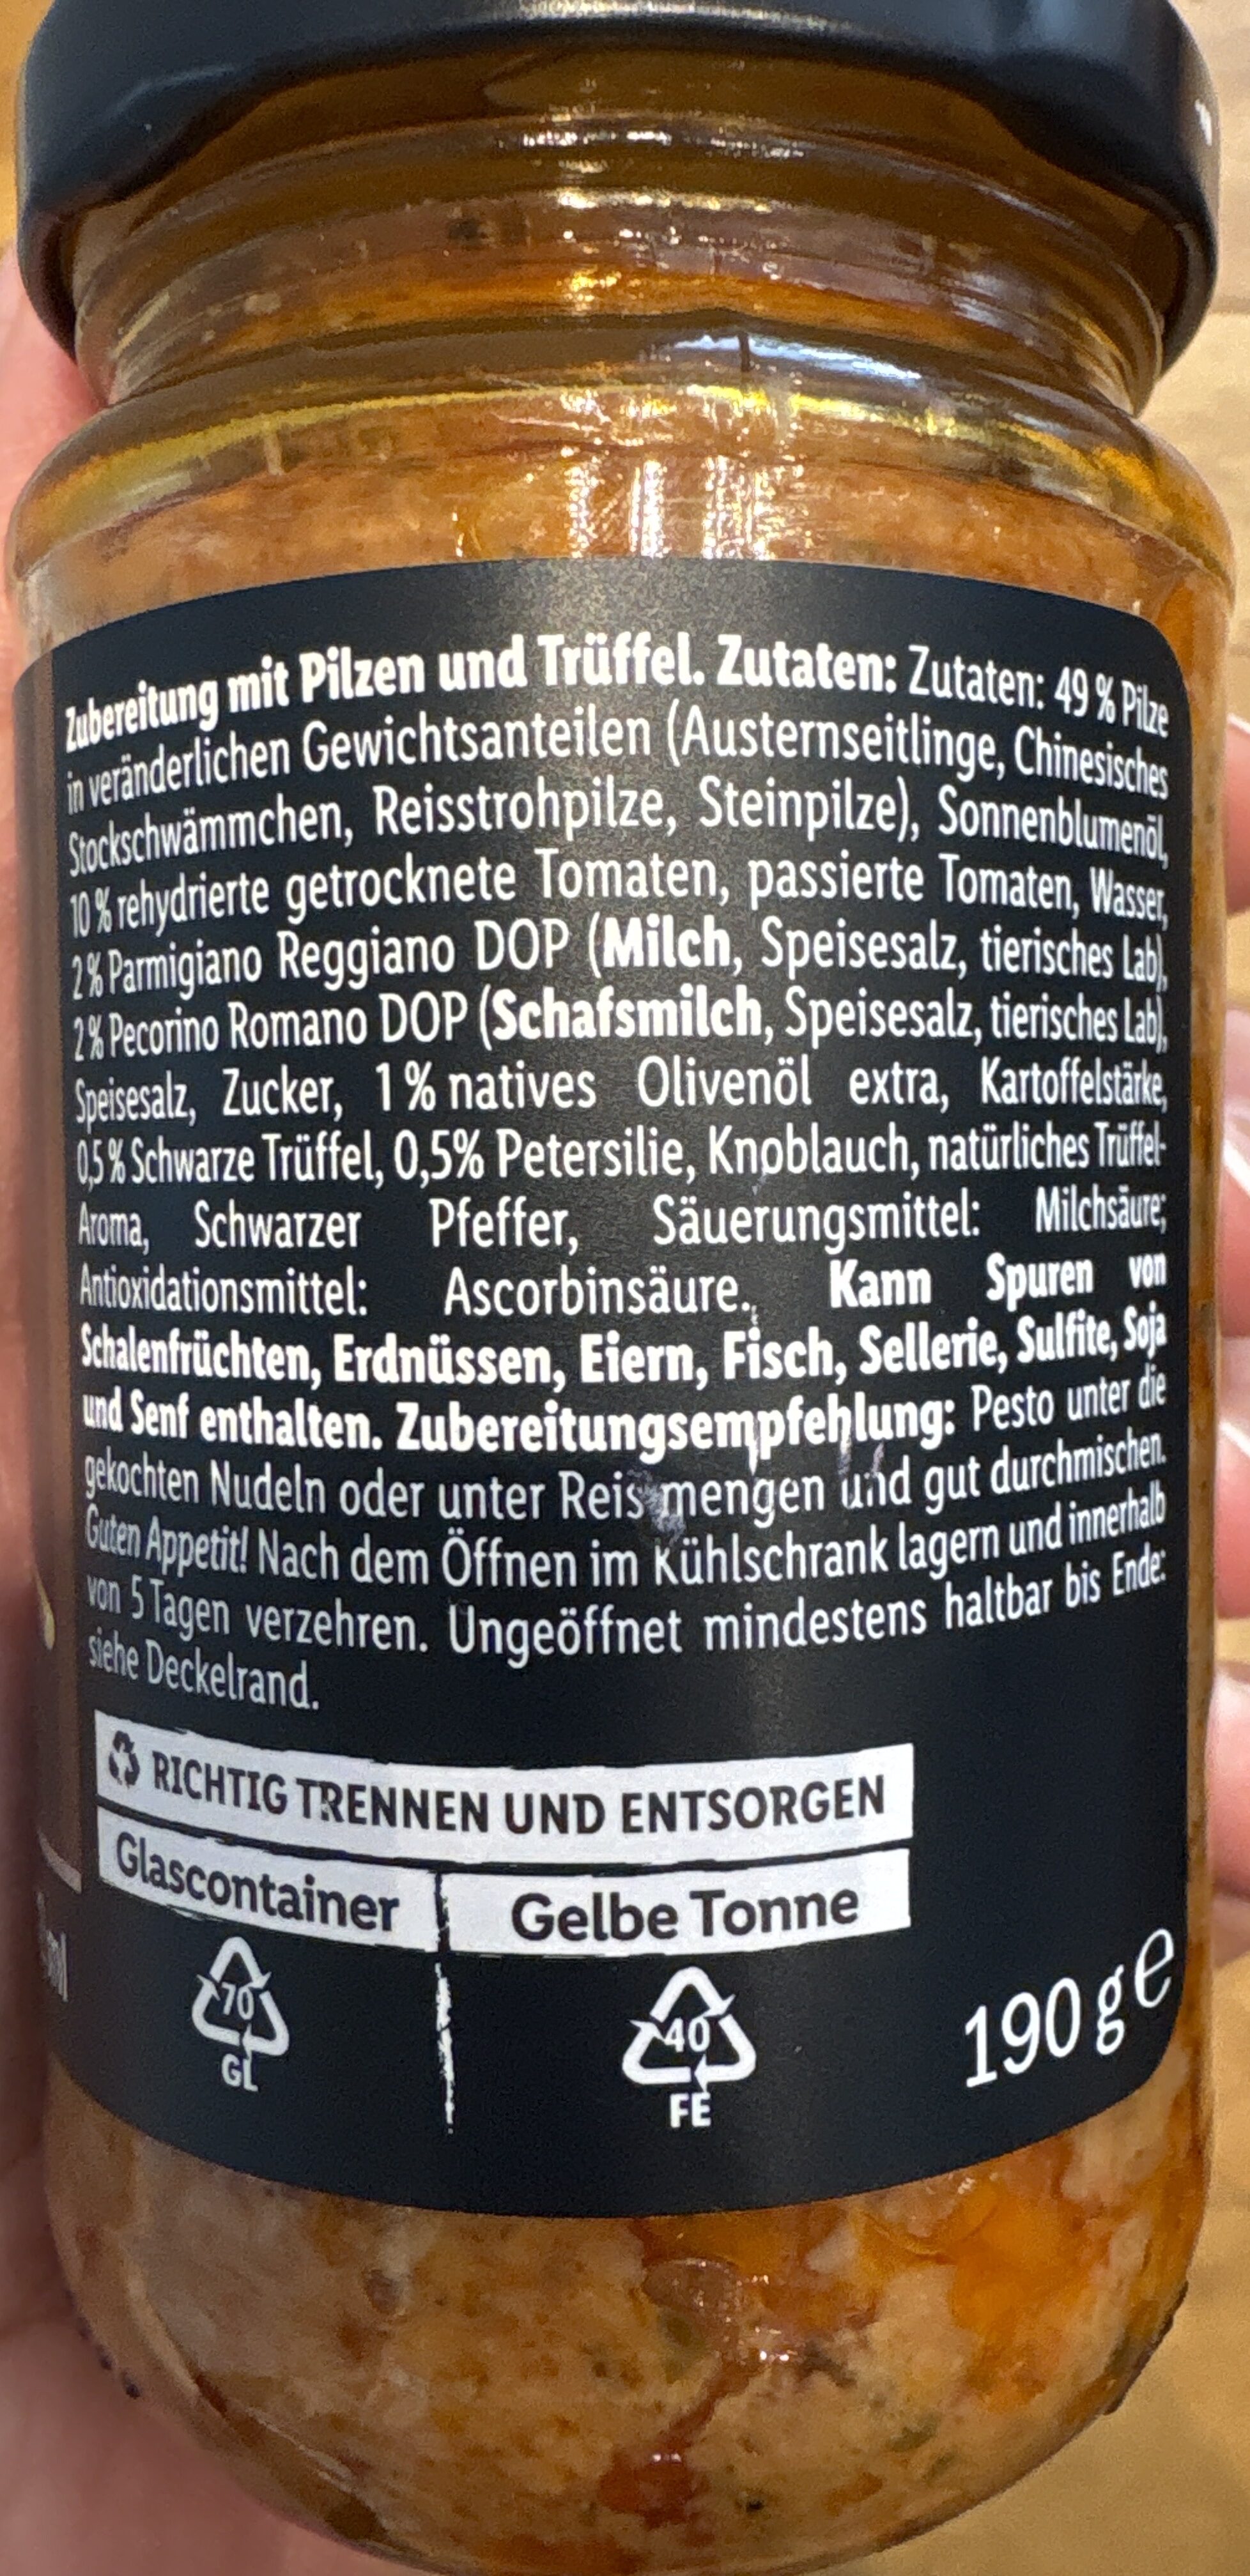 Zubereitung mit Pilzen und Trüffel. Zutaten: Zutaten: 49 % Pilze
in veränderlichen Gewichtsanteilen (Austernseitlinge, Chinesisches
Stockschwämmchen, Reisstrohpilze, Steinpilze), Sonnenblumenöl,
10 % rehydrierte getrocknete Tomaten, passierte Tomaten, Wasser,
2 % Parmigiano Reggiano DOP (Milch, Speisesalz, tierisches Lab),
2 % Pecorino Romano DOP (Schafsmilch, Speisesalz, tierisches Lab),
Speisesalz, Zucker, 1 % natives Olivenöl extra, Kartoffelstärke,
0,5 % Schwarze Trüffel, 0,5% Petersilie, Knoblauch, natürliches Trüffel-
Aroma, Schwarzer Pfeffer, Säuerungsmittel: Milchsäure;
Antioxidationsmittel: Ascorbinsäure. Kann Spuren von
Schalenfrüchten, Erdnüssen, Eiern, Fisch, Sellerie, Sulfite, Soja
und Senf enthalten. Zubereitungsempfehlung: Pesto unter die
gekochten Nudeln oder unter Reis mengen und gut durchmischen.
Guten Appetit! Nach dem Öffnen im Kühlschrank lagern und innerhalb
von 5 Tagen verzehren. Ungeöffnet mindestens haltbar bis Ende:
siehe Deckelrand.
RICHTIG TRENNEN UND ENTSORGEN
Glascontainer Gelbe Tonne
70 40
GL FE
190 g e